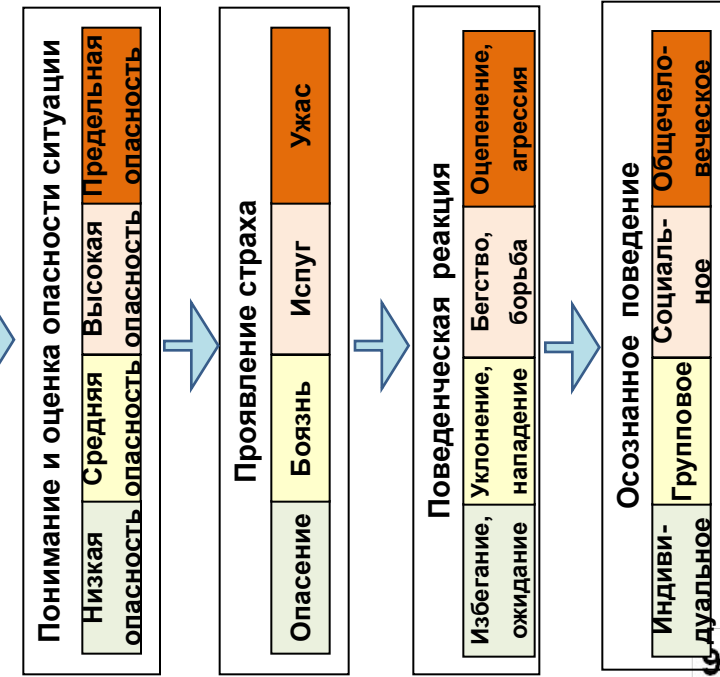 Понимание и оценка опасности ситуации
Низкая
опасность
Средняя
опасность
Высокая
опасность
Предельная
опасность
Проявление страха
Опасение
Боязнь
Испуг
Ужас
Поведенческая реакция
Избегание,
ожидание
Уклонение,
нападение
Бегство,
борьба
Оцепенение,
агрессия
Осознанное поведение
Индиви-
дуальное
Групповое
Социаль-
ное
Общечело-
веческое